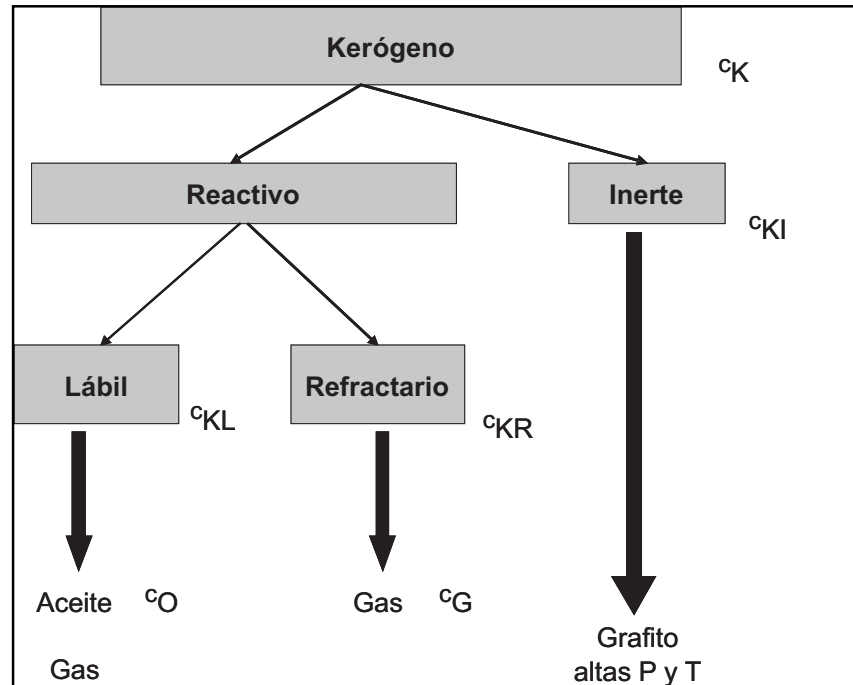 Kerógeno
cK
Reactivo
Inerte
cKI
Lábil
cKL
Refractario
cKR
Aceite cO
Gas cG
Grafito
altas P y T
Gas